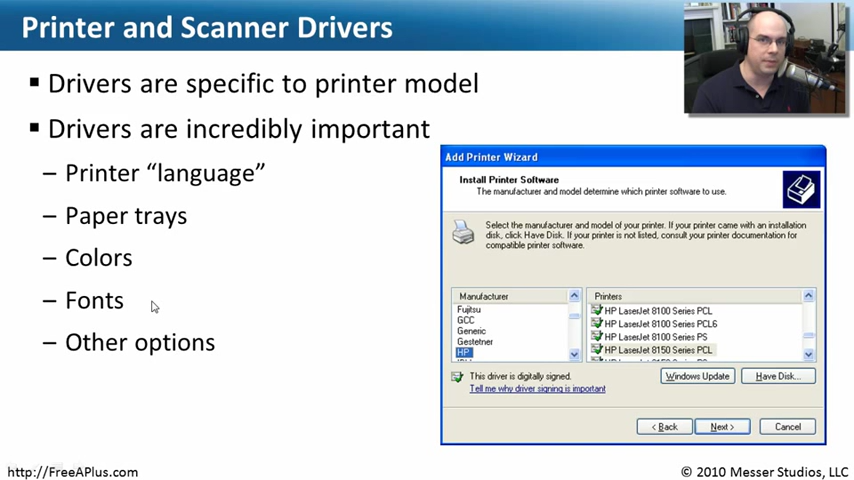 Printer and Scanner Drivers
▪ Drivers are specific to printer model
▪ Drivers are incredibly important
– Printer “language”
– Paper trays
– Colors
– Fonts
– Other options
Add Printer Wizard
Install Printer Software
The manufacturer and model determine which printer software to use.
Select the manufacturer and model of your printer. If your printer came with an installation
disk, click Have Disk. If your printer is not listed, consult your printer documentation for
compatible printer software.
Manufacturer
Fujitsu
GCC
Generic
Gestetner
HP
Printers
HP LaserJet 8100 Series PCL
HP LaserJet 8100 Series PCL6
HP LaserJet 8100 Series PS
HP LaserJet 8150 Series PCL
This driver is digitally signed.
Tell me why driver signing is important
Windows Update
Have Disk...
< Back
Next >
Cancel
http://FreeAPlus.com
© 2010 Messer Studios, LLC